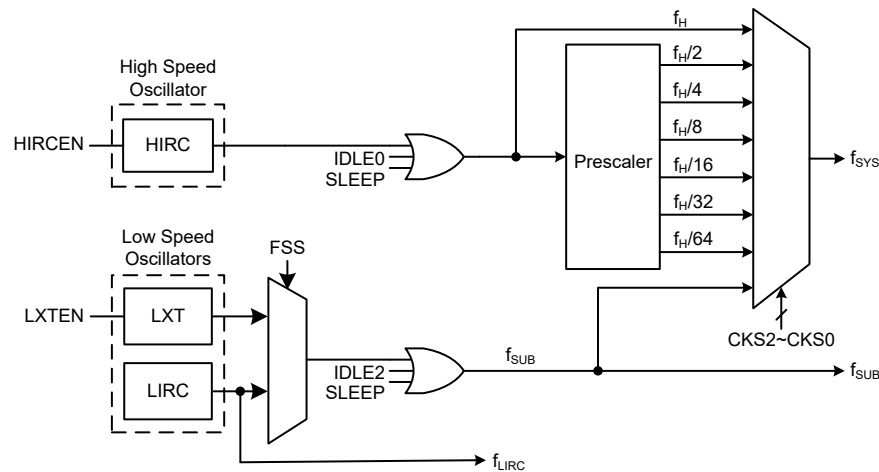 f_H
High Speed
Oscillator
HIRCEN
HIRC
IDLE0
SLEEP
Prescaler
f_H/2
f_H/4
f_H/8
f_H/16
f_H/32
f_H/64
f_SYS
Low Speed
Oscillators
FSS
LXTEN
LXT
LIRC
IDLE2
SLEEP
f_SUB
CKS2~CKS0
f_SUB
f_LIRC